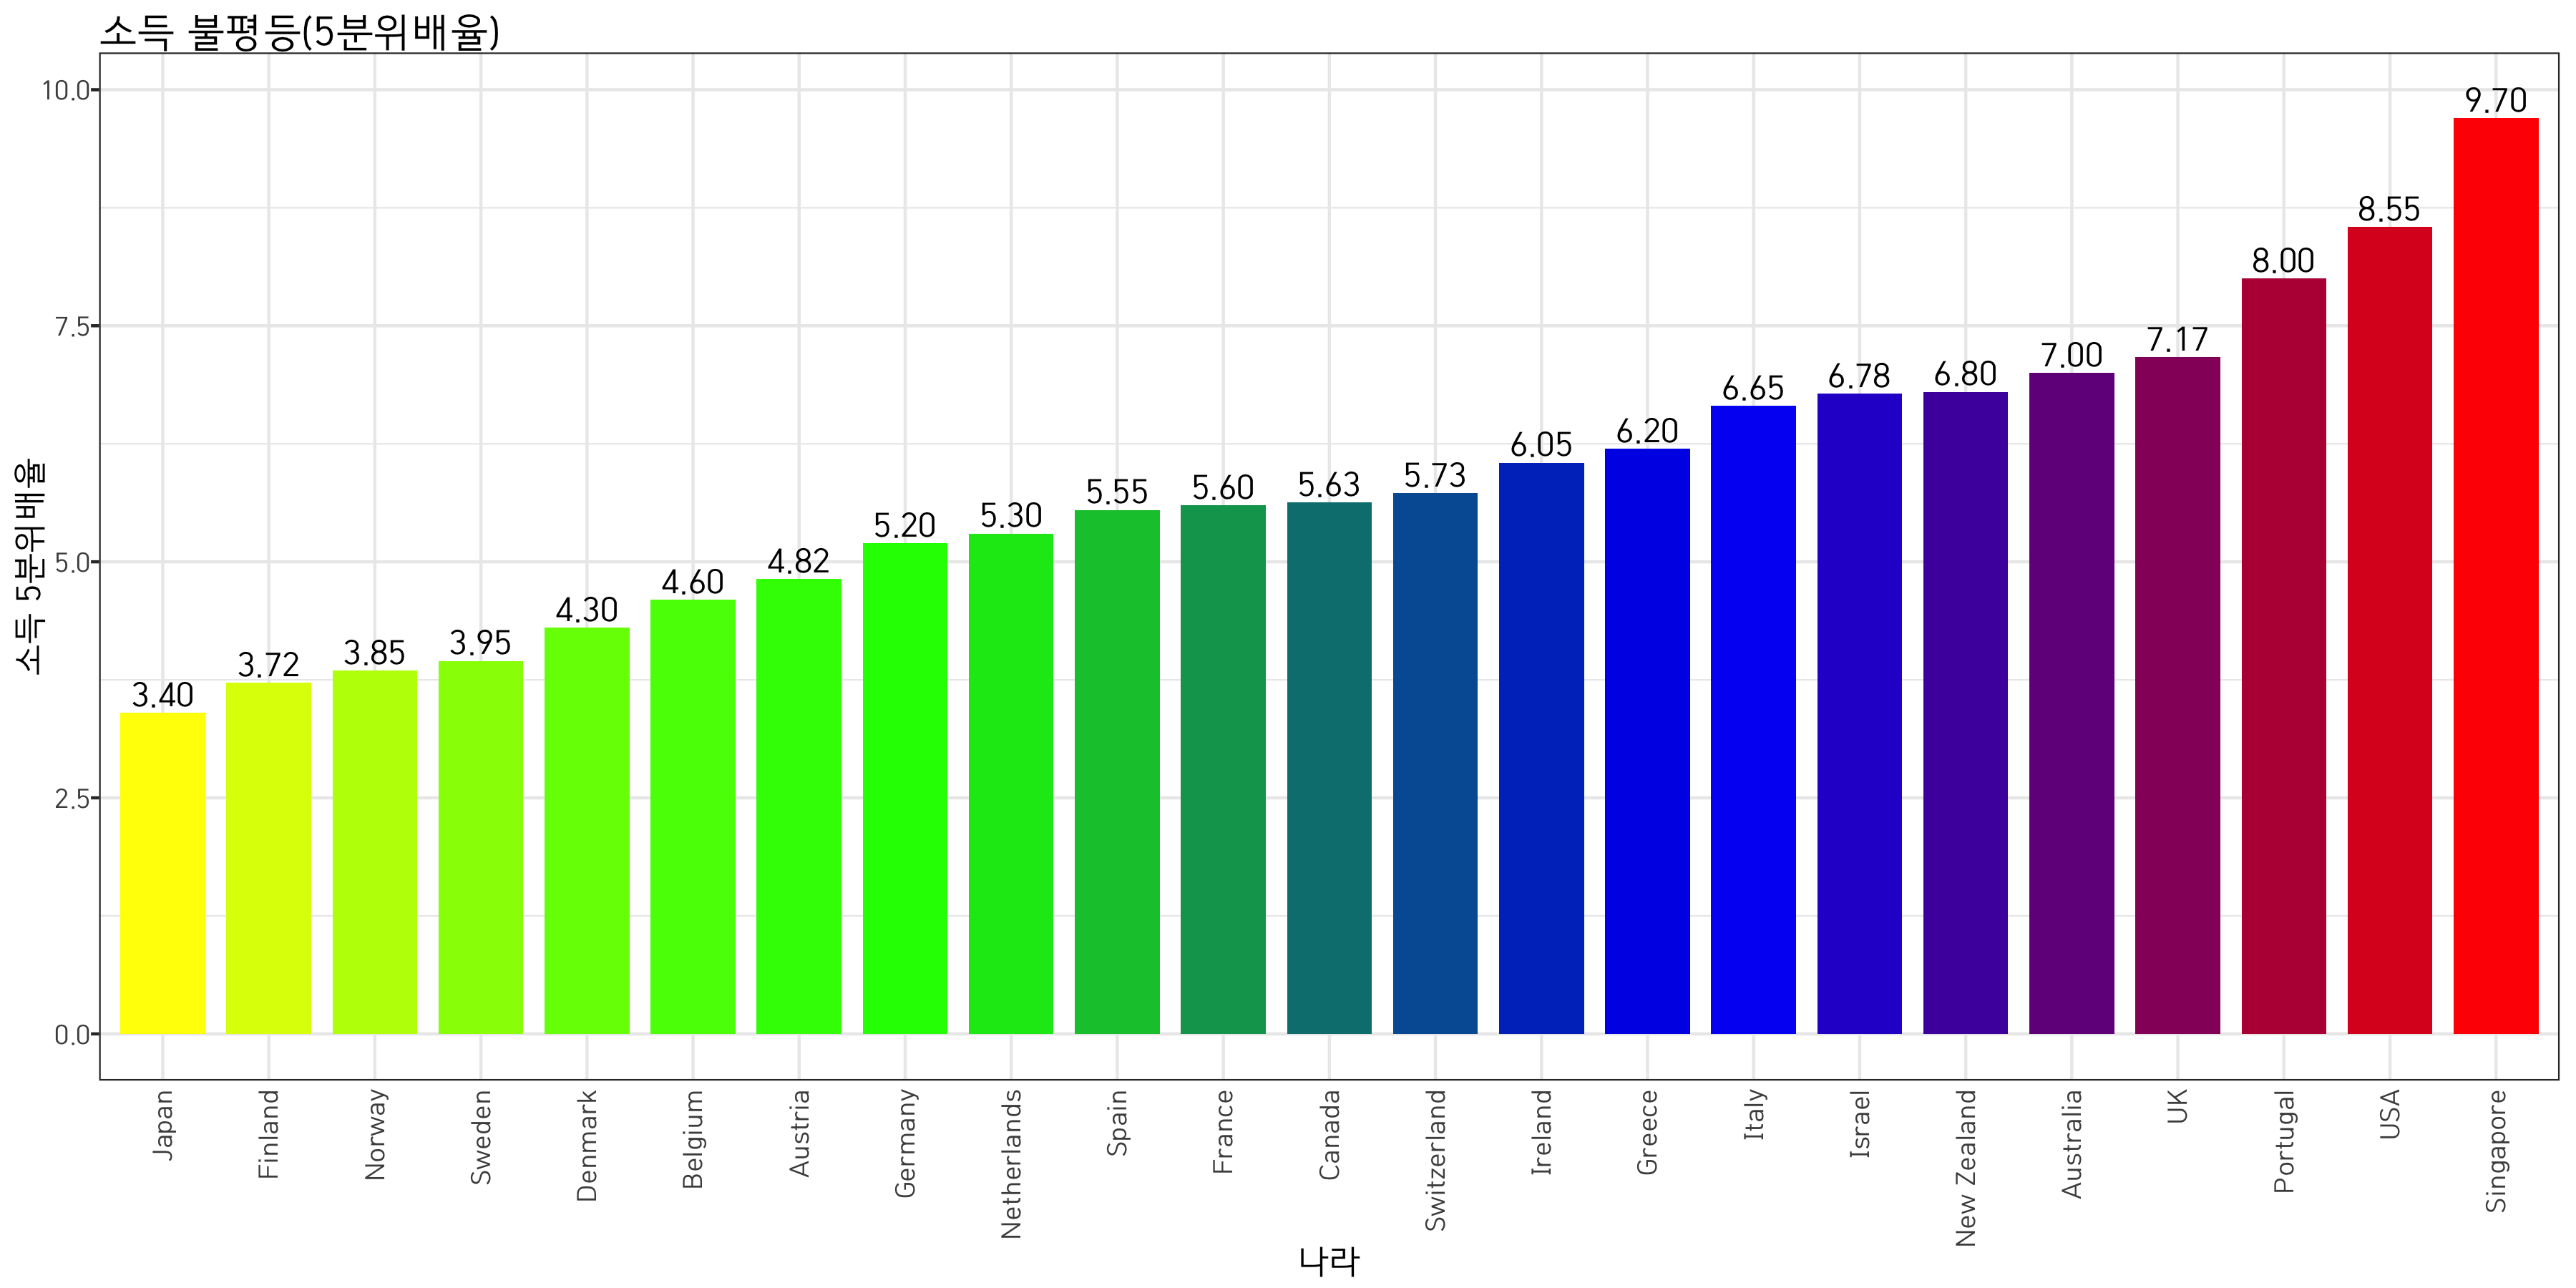 소득 불평등(5분위배율)
소득 5분위배율
10.0
7.5
5.0
2.5
0.0
3.40
3.72
3.85
3.95
4.30
4.60
4.82
5.20
5.30
5.55
5.60
5.63
5.73
6.05
6.20
6.65
6.78
6.80
7.00
7.17
8.00
8.55
9.70
Japan
Finland
Norway
Sweden
Denmark
Belgium
Austria
Germany
Netherlands
Spain
France
Canada
Switzerland
Ireland
Greece
Italy
Israel
New Zealand
Australia
UK
Portugal
USA
Singapore
나라